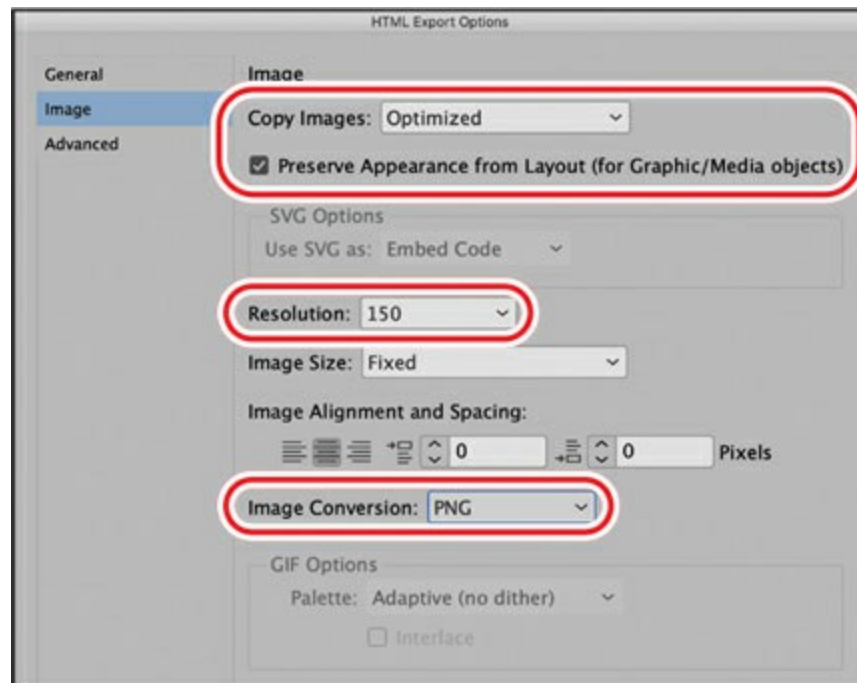 HTML Export Options
General
Image
Advanced
Image
Copy Images: Optimized
Preserve Appearance from Layout (for Graphic/Media objects)
SVG Options
Use SVG as: Embed Code
Resolution: 150
Image Size: Fixed
Image Alignment and Spacing:
0 0 Pixels
Image Conversion: PNG
GIF Options
Palette: Adaptive (no dither)
Interlace